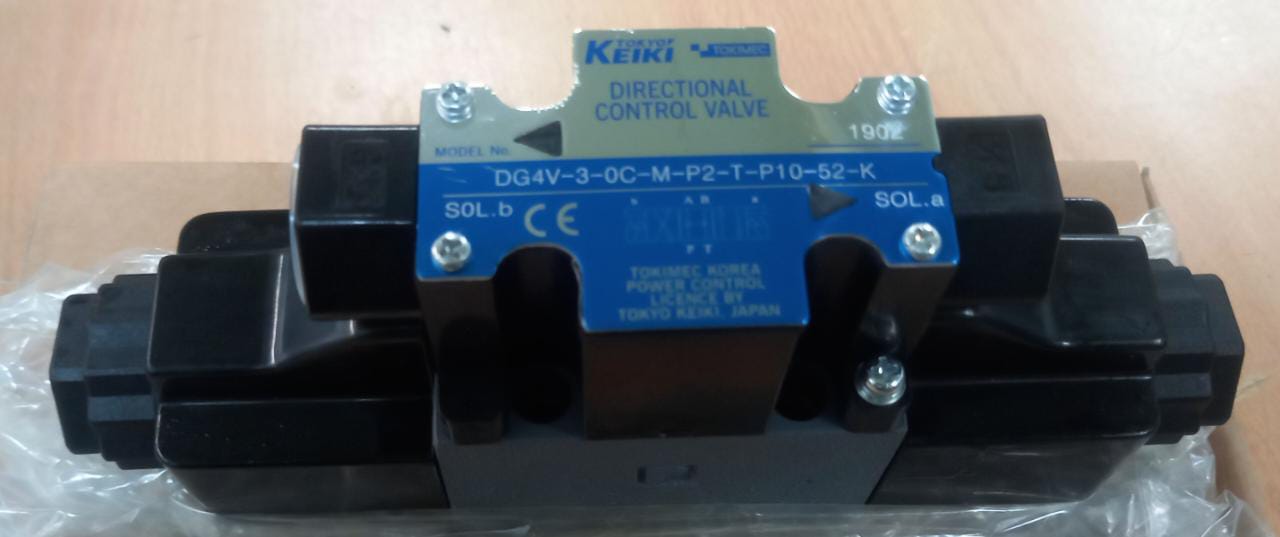 TOKYO
KEIKI TOKIMEC
DIRECTIONAL
CONTROL VALVE
1902
MODEL No.
DG4V-3-0C-M-P2-T-P10-52-K
SOL.b CE SOL.a
A B
P T
TOKIMEC KOREA
POWER CONTROL
LICENCE BY
TOKYO KEIKI, JAPAN